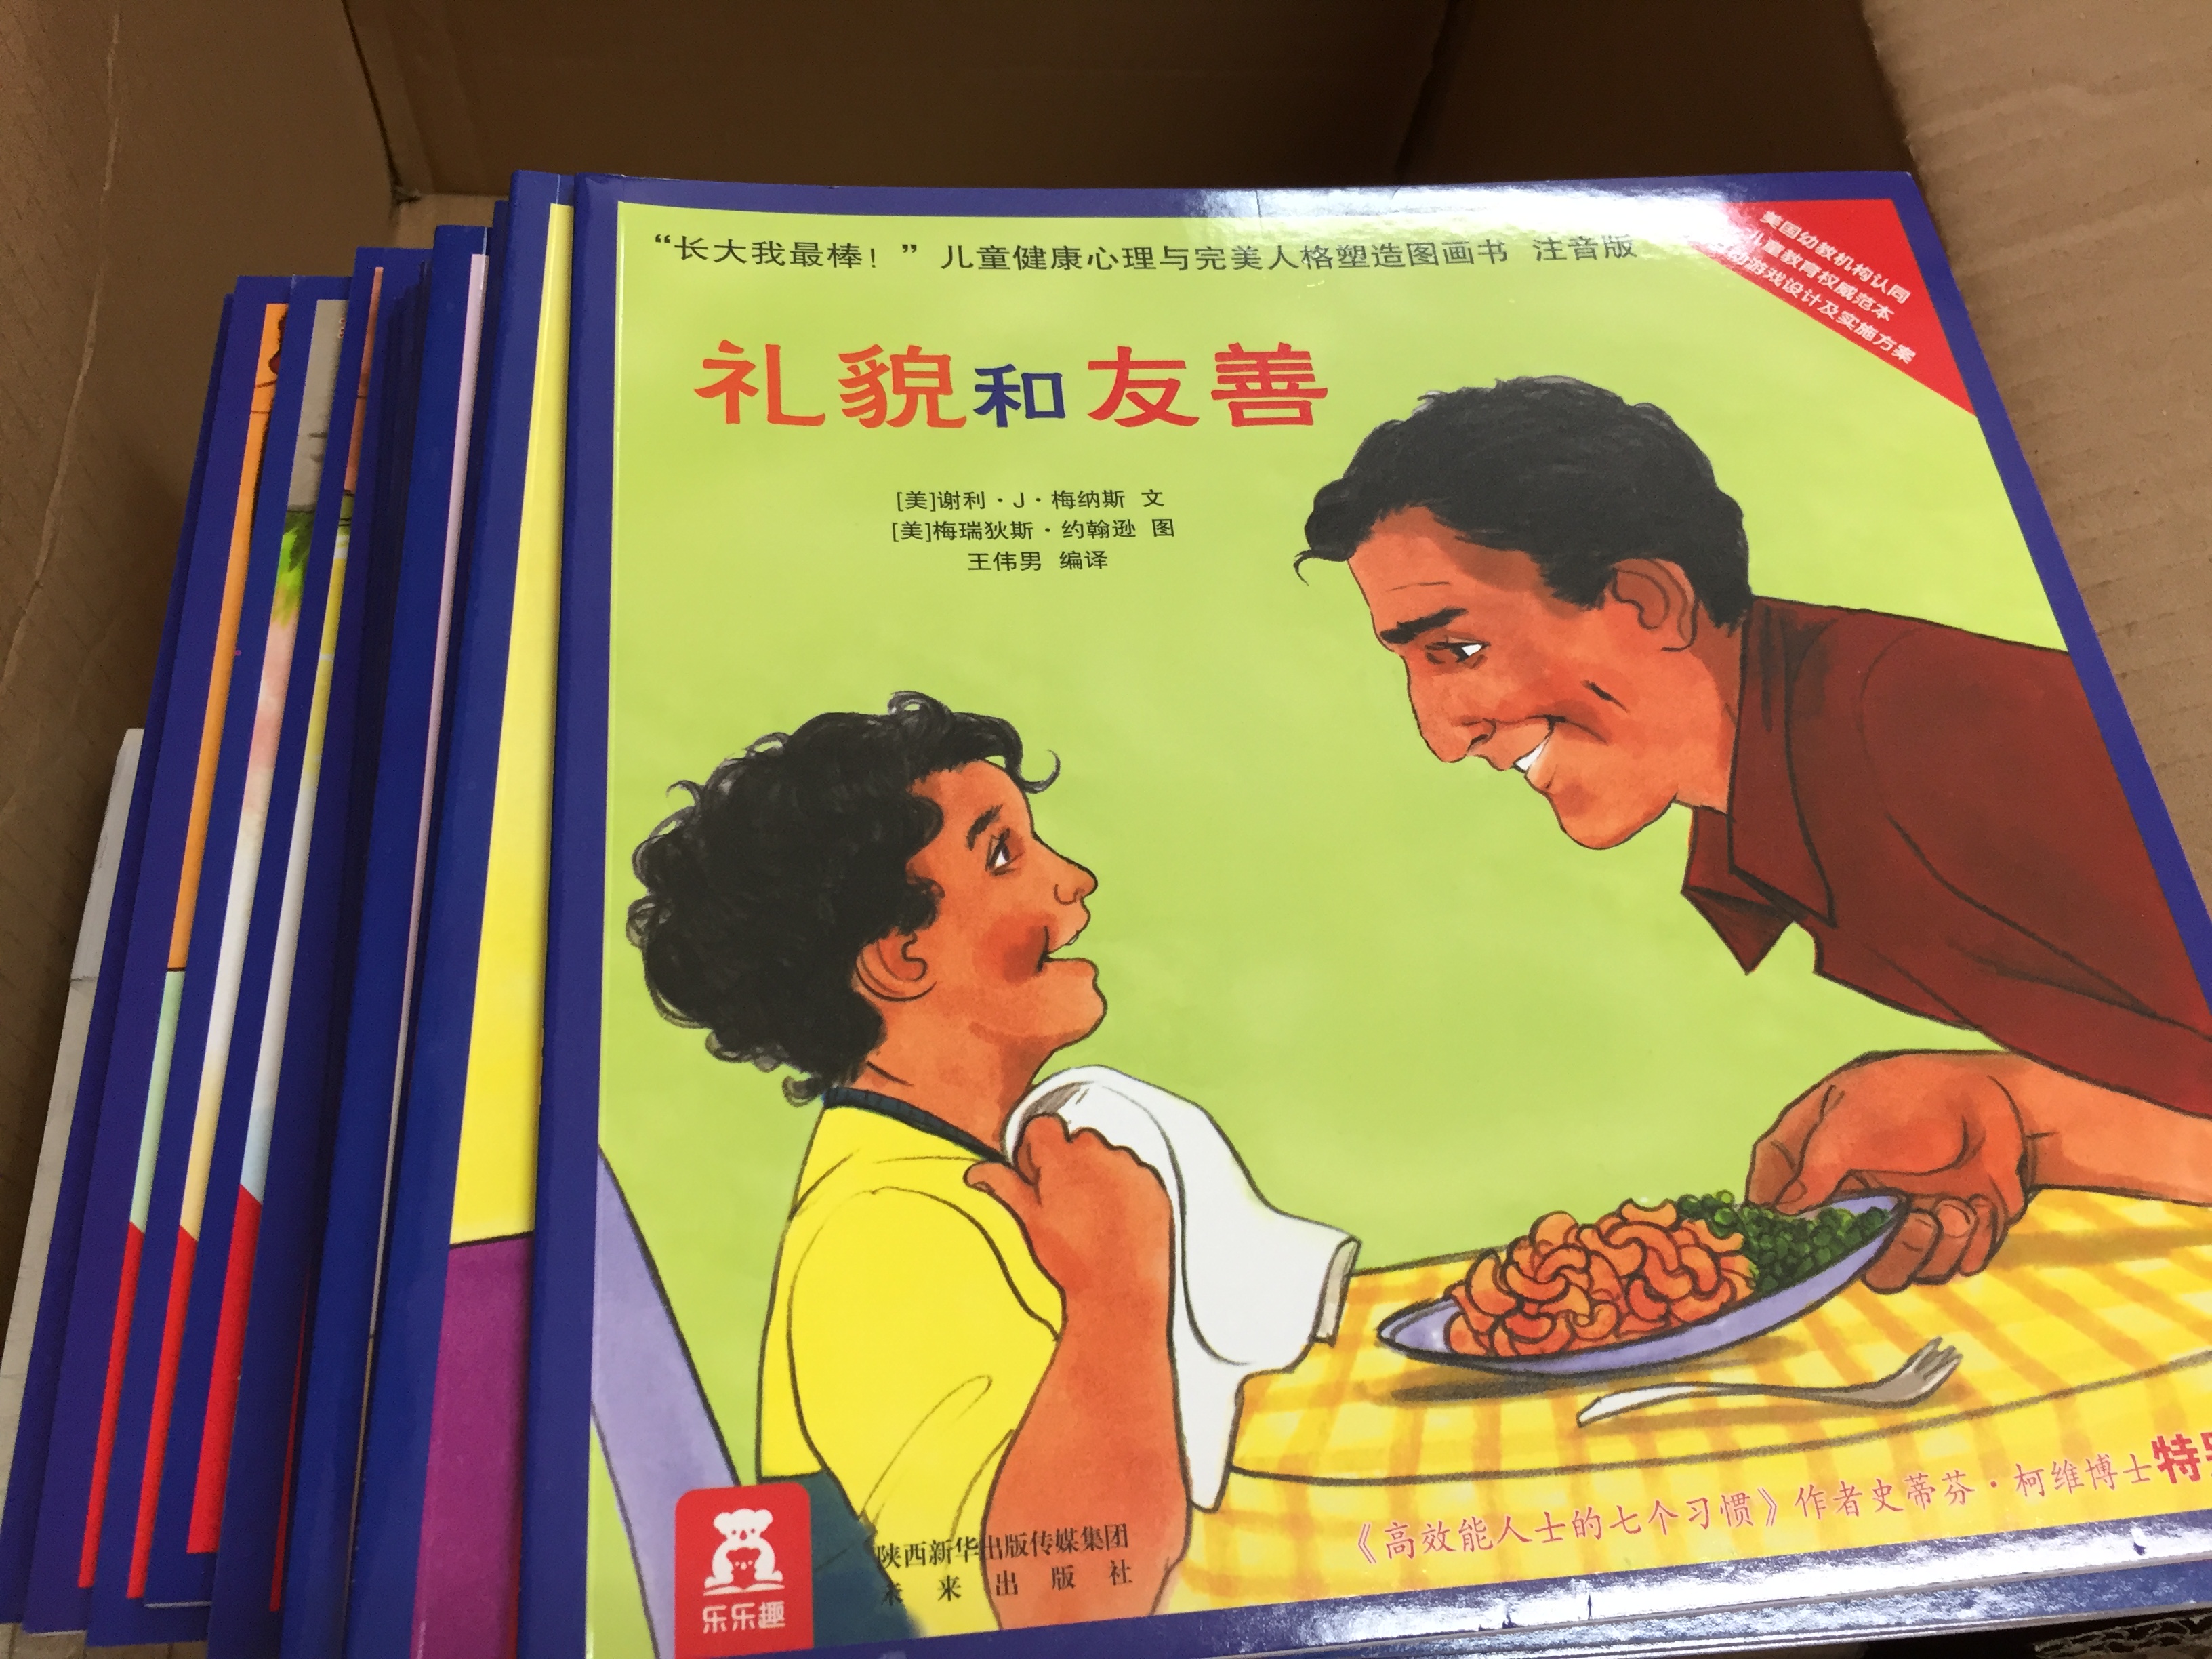 “长大我最棒！”儿童健康心理与完美人格塑造图画书 注音版
美国幼教机构认同
儿童教育权威范本
动游戏设计及实施方案
礼貌和友善
[美]谢利·J·梅纳斯 文
[美]梅瑞狄斯·约翰逊 图
王伟男 编译
《高效能人士的七个习惯》作者史蒂芬·柯维博士特
陕西新华出版传媒集团
未来出版社
乐乐趣